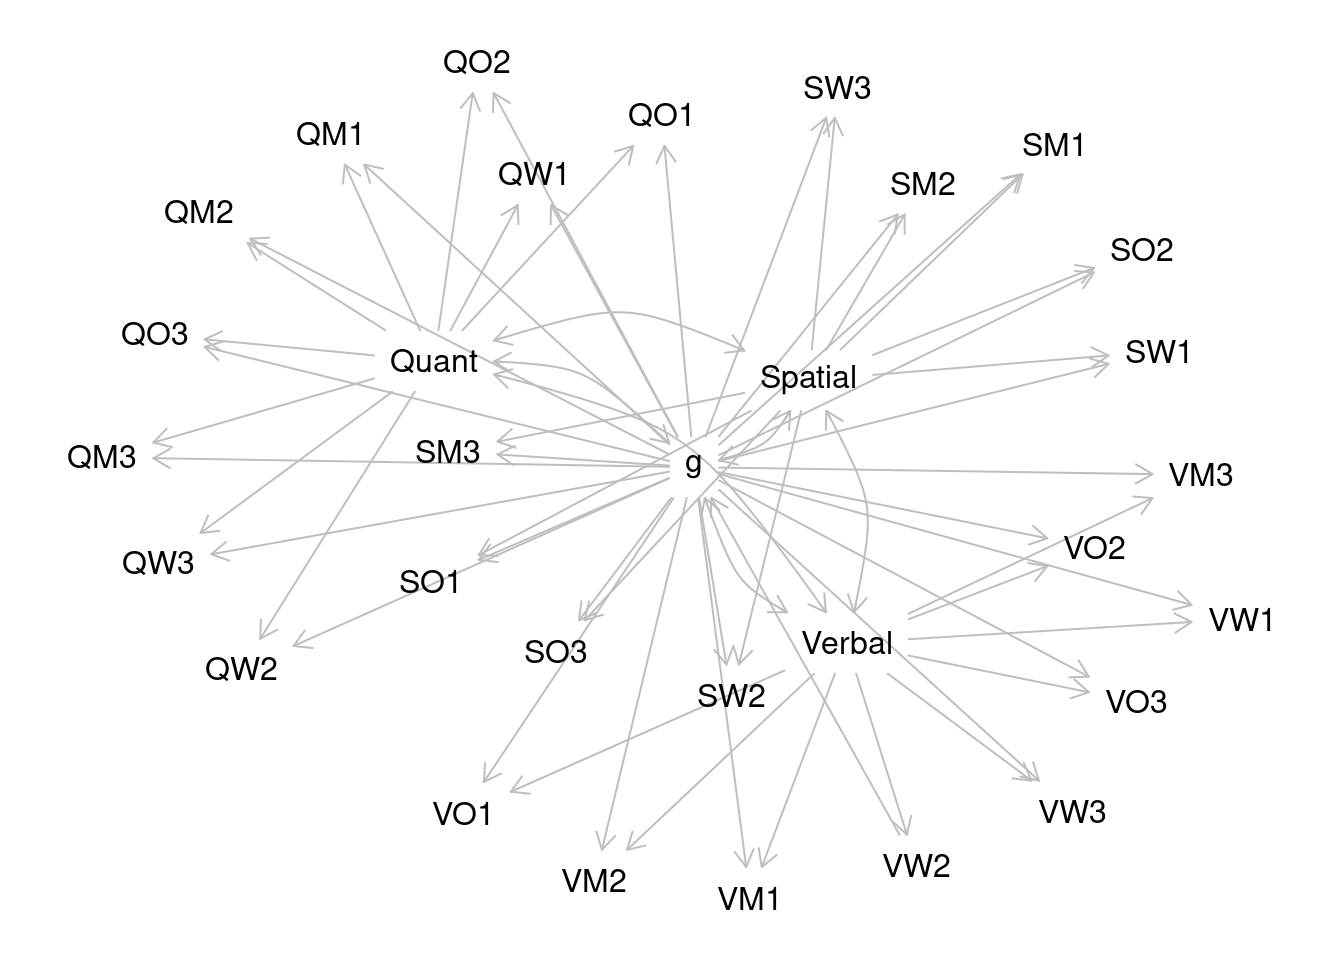 QO2
SW3
QO1
QM1
SM1
QW1
SM2
QM2
SO2
QO3
SW1
Quant
Spatial
SM3
QM3
g
VM3
VO2
QW3
SO1
VW1
Verbal
SO3
QW2
SW2
VO3
VW3
VO1
VW2
VM2
VM1